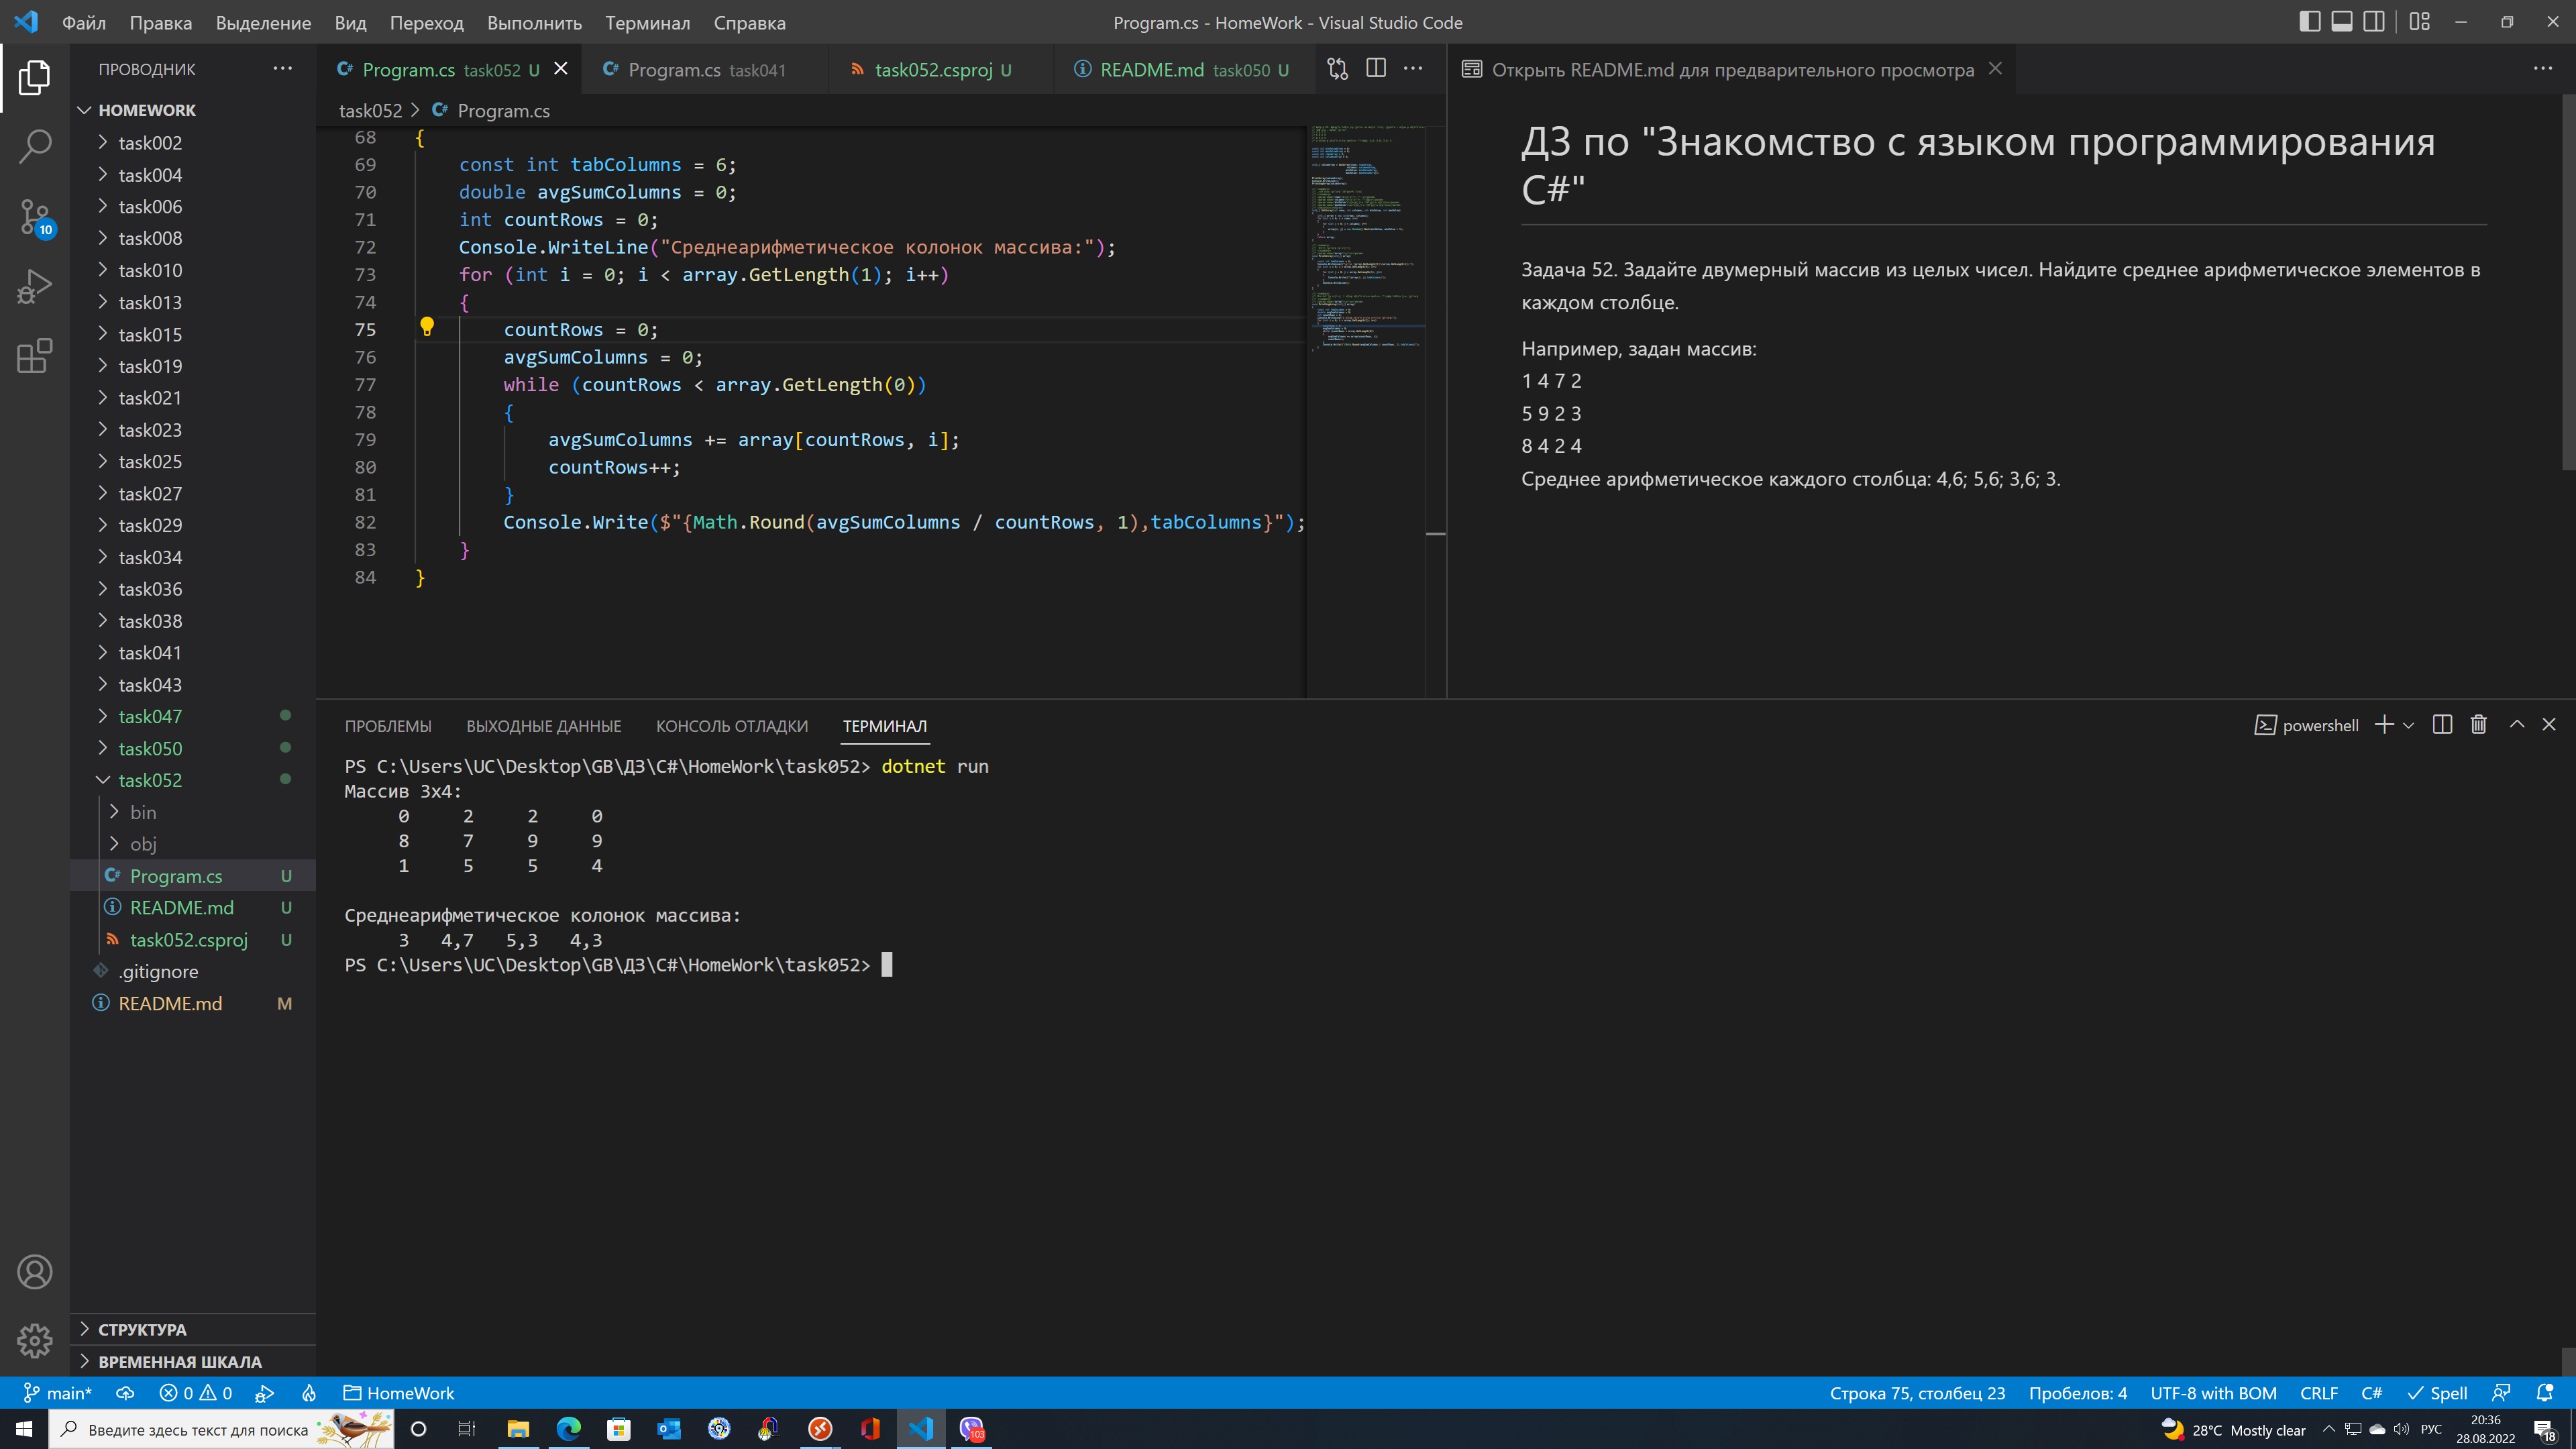 Файл Правка Выделение Вид Переход Выполнить Терминал Справка
Program.cs - HomeWork - Visual Studio Code
ПРОВОДНИК
Program.cs task052 U
Program.cs task041
task052.csproj U
README.md task050 U
Открыть README.md для предварительного просмотра
HOMEWORK
task002
task004
task006
task008
task010
task013
task015
task019
task021
task023
task025
task027
task029
task034
task036
task038
task041
task043
task047
task050
task052
bin
obj
Program.cs U
README.md U
task052.csproj U
.gitignore
README.md M
СТРУКТУРА
ВРЕМЕННАЯ ШКАЛА
10
task052 > Program.cs
68 {
69 const int tabColumns = 6;
70 double avgSumColumns = 0;
71 int countRows = 0;
72 Console.WriteLine("Среднеарифметическое колонок массива:");
73 for (int i = 0; i < array.GetLength(1); i++)
74 {
75 countRows = 0;
76 avgSumColumns = 0;
77 while (countRows < array.GetLength(0))
78 {
79 avgSumColumns += array[countRows, i];
80 countRows++;
81 }
82 Console.Write($"{Math.Round(avgSumColumns / countRows, 1),tabColumns}");
83 }
84 }
ДЗ по "Знакомство с языком программирования
C#"
Задача 52. Задайте двумерный массив из целых чисел. Найдите среднее арифметическое элементов в
каждом столбце.
Например, задан массив:
1 4 7 2
5 9 2 3
8 4 2 4
Среднее арифметическое каждого столбца: 4,6; 5,6; 3,6; 3.
ПРОБЛЕМЫ ВЫХОДНЫЕ ДАННЫЕ КОНСОЛЬ ОТЛАДКИ ТЕРМИНАЛ
powershell
PS C:\Users\UC\Desktop\GB\ДЗ\C#\HomeWork\task052> dotnet run
Массив 3x4:
0 2 2 0
8 7 9 9
1 5 5 4
Среднеарифметическое колонок массива:
3 4,7 5,3 4,3
PS C:\Users\UC\Desktop\GB\ДЗ\C#\HomeWork\task052>
main* 0 0 HomeWork
Строка 75, столбец 23 Пробелов: 4 UTF-8 with BOM CRLF C# Spell
Введите здесь текст для поиска
103
28°C Mostly clear
РУС
20:36
28.08.2022
18